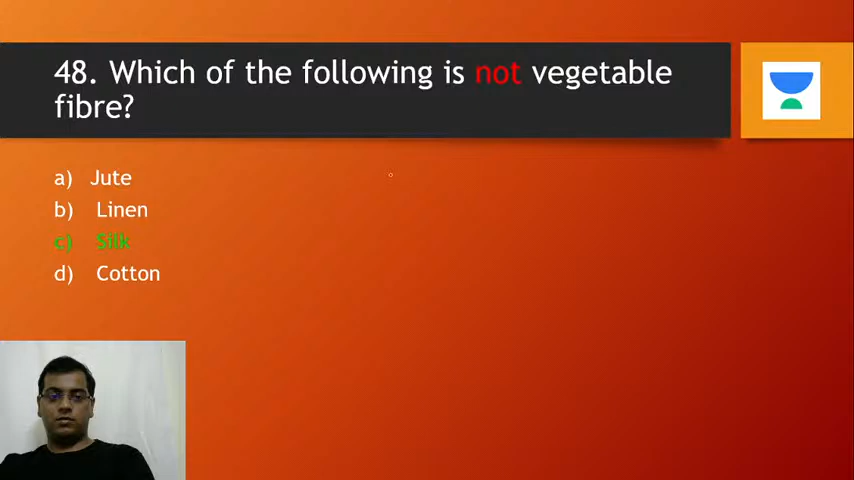 48. Which of the following is not vegetable
fibre?
a) Jute
b) Linen
c) Silk
d) Cotton